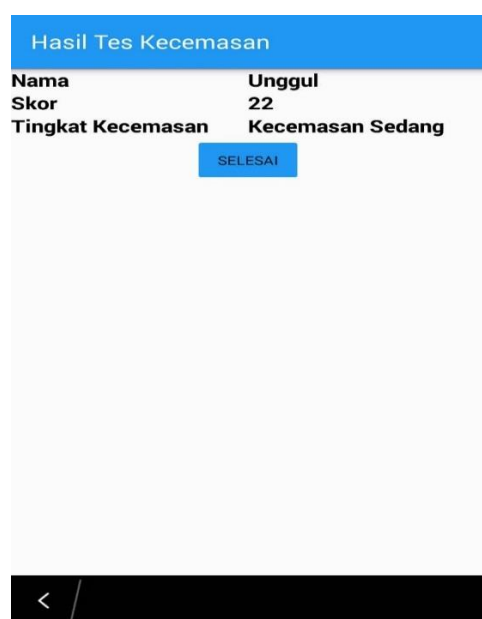 Hasil Tes Kecemasan
Nama Unggul
Skor 22
Tingkat Kecemasan Kecemasan Sedang
SELESAI